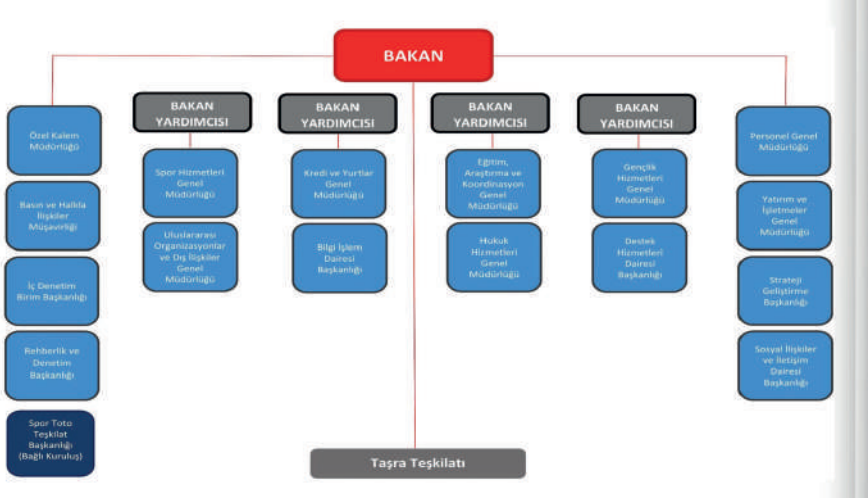 BAKAN
Özel Kalem
Müdürlüğü
Basın ve Halkla
İlişkiler
Müşavirliği
İç Denetim
Birim Başkanlığı
Rehberlik ve
Denetim
Başkanlığı
Spor Toto
Teşkilat
Başkanlığı
(Bağlı Kuruluş)
BAKAN
YARDIMCISI
Spor Hizmetleri
Genel
Müdürlüğü
Uluslararası
Organizasyonlar
ve Dış İlişkiler
Genel
Müdürlüğü
BAKAN
YARDIMCISI
Kredi ve Yurtlar
Genel
Müdürlüğü
Bilgi İşlem
Dairesi
Başkanlığı
BAKAN
YARDIMCISI
Eğitim,
Araştırma ve
Koordinasyon
Genel
Müdürlüğü
Hukuk
Hizmetleri
Genel
Müdürlüğü
BAKAN
YARDIMCISI
Gençlik
Hizmetleri
Genel
Müdürlüğü
Destek
Hizmetleri
Dairesi
Başkanlığı
Personel Genel
Müdürlüğü
Yatırım ve
İşletmeler
Genel
Müdürlüğü
Strateji
Geliştirme
Başkanlığı
Sosyal İlişkiler
ve İletişim
Dairesi
Başkanlığı
Taşra Teşkilatı